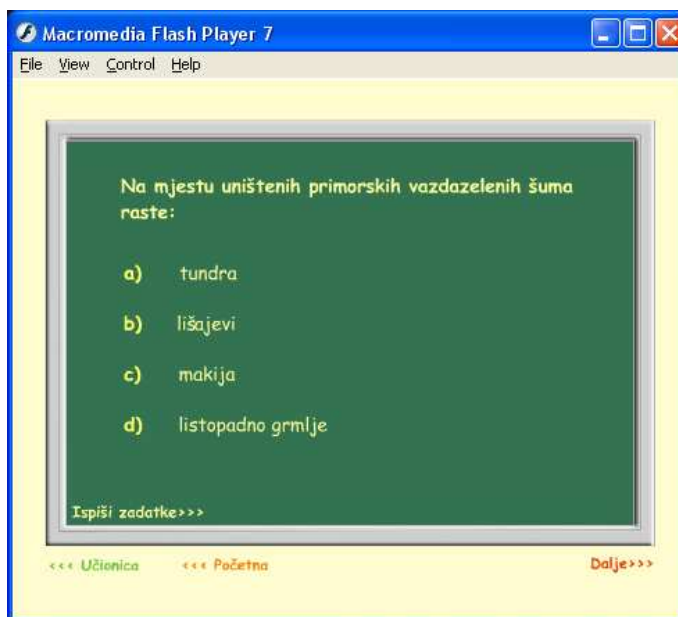 Macromedia Flash Player 7
File View Control Help
Na mjestu uništenih primorskih vazdazelenih šuma
raste:
a) tundra
b) lišajevi
c) makija
d) listopadno grmlje
Ispiši zadatke>>>
<<< Učionica <<< Početna Dalje>>>